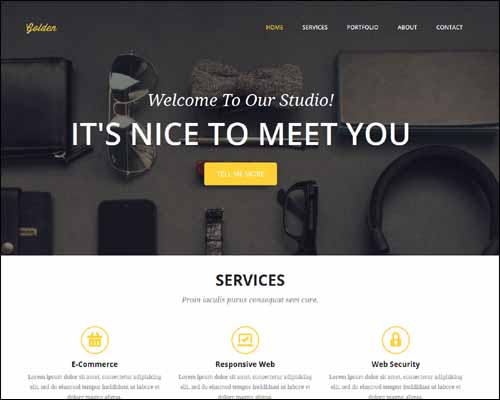 Golden
HOME SERVICES PORTFOLIO ABOUT CONTACT
Welcome To Our Studio!
IT'S NICE TO MEET YOU
TELL ME MORE
SERVICES
Proin iaculis purus consequat sem cure.
E-Commerce
Responsive Web
Web Security
Lorem ipsum dolor sit amet, consectetur adipisicing
elit, sed do eiusmod tempor incididunt ut labore et
dolore magna aliqua.
Lorem ipsum dolor sit amet, consectetur adipisicing
elit, sed do eiusmod tempor incididunt ut labore et
dolore magna aliqua.
Lorem ipsum dolor sit amet, consectetur adipisicing
elit, sed do eiusmod tempor incididunt ut labore et
dolore magna aliqua.